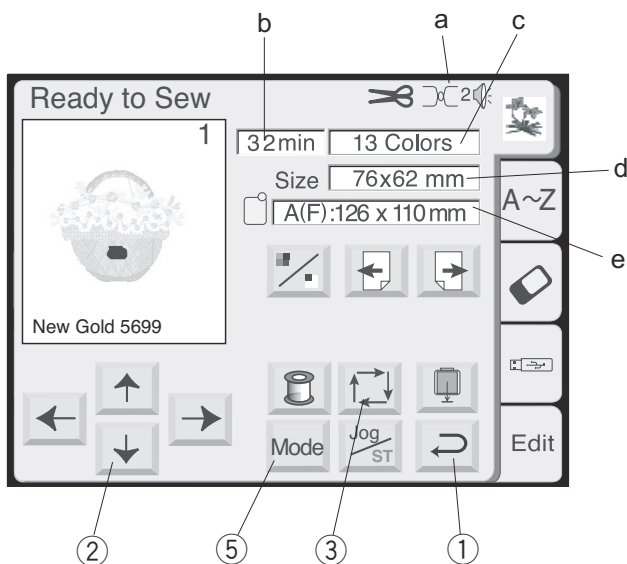 b a c
Ready to Sew 2
1
32min 13 Colors
Size 76x62 mm d
A~Z
A(F):126 x 110 mm e
New Gold 5699
Mode Jog/ST Edit
② ⑤ ③ ①